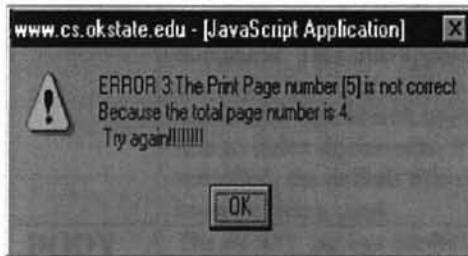 www.cs.okstate.edu - [JavaScript Application]
ERROR 3:The Print Page number [5] is not correct
Because the total page number is 4.
Try again!!!!!!!!
OK